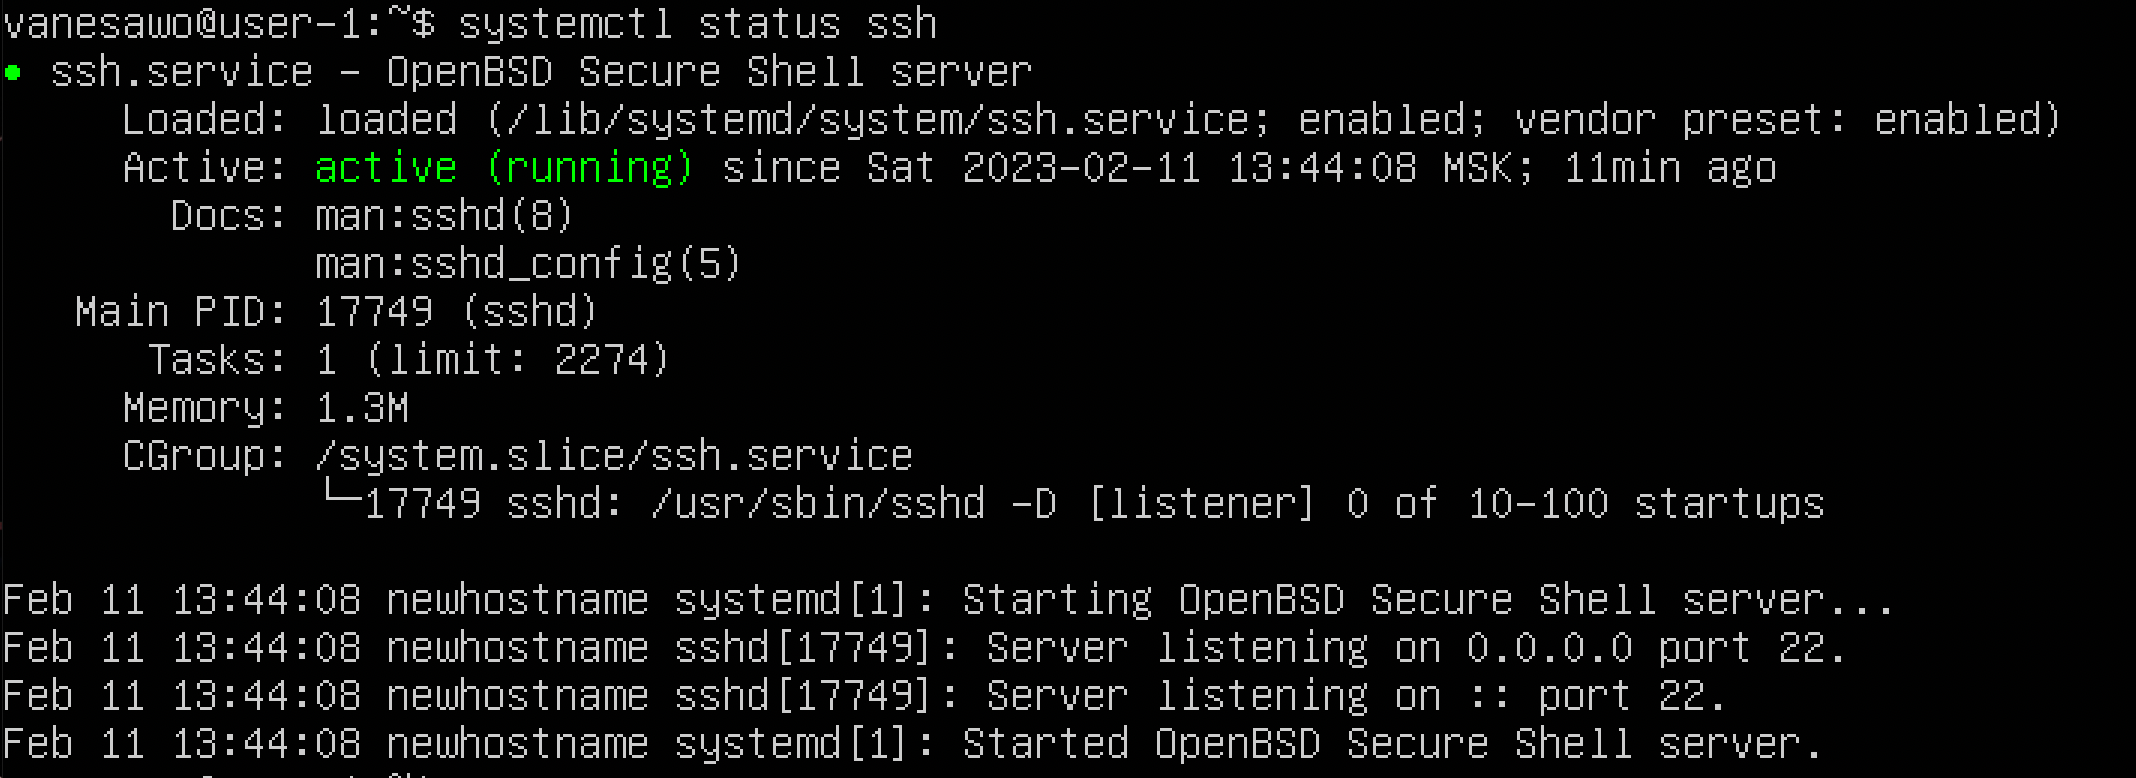 vanesawo@user-1:~$ systemctl status ssh
● ssh.service - OpenBSD Secure Shell server
     Loaded: loaded (/lib/systemd/system/ssh.service; enabled; vendor preset: enabled)
     Active: active (running) since Sat 2023-02-11 13:44:08 MSK; 11min ago
       Docs: man:sshd(8)
             man:sshd_config(5)
   Main PID: 17749 (sshd)
      Tasks: 1 (limit: 2274)
     Memory: 1.3M
     CGroup: /system.slice/ssh.service
             └─17749 sshd: /usr/sbin/sshd -D [listener] 0 of 10-100 startups

Feb 11 13:44:08 newhostname systemd[1]: Starting OpenBSD Secure Shell server...
Feb 11 13:44:08 newhostname sshd[17749]: Server listening on 0.0.0.0 port 22.
Feb 11 13:44:08 newhostname sshd[17749]: Server listening on :: port 22.
Feb 11 13:44:08 newhostname systemd[1]: Started OpenBSD Secure Shell server.